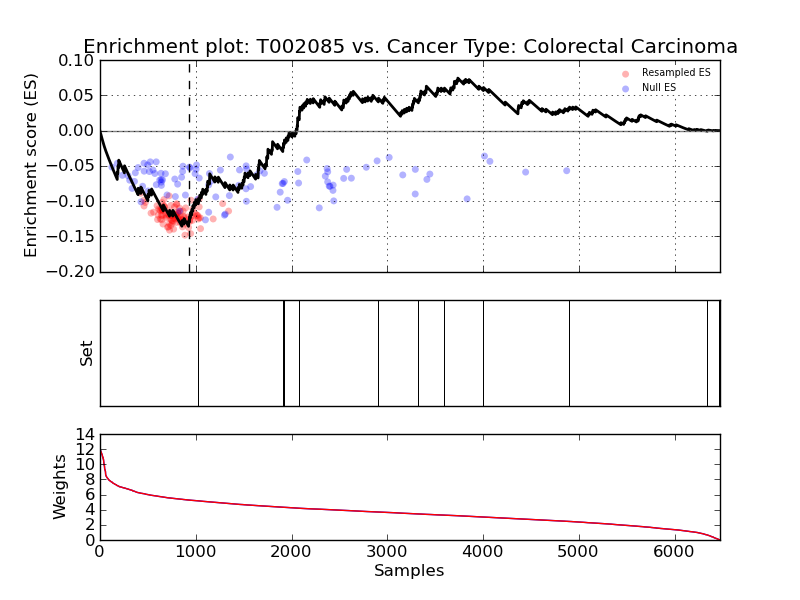 Enrichment plot: T002085 vs. Cancer Type: Colorectal Carcinoma
Enrichment score (ES)
0.10
0.05
0.00
−0.05
−0.10
−0.15
−0.20
Resampled ES
Null ES
Set
Weights
14
12
10
8
6
4
2
0
0 1000 2000 3000 4000 5000 6000
Samples